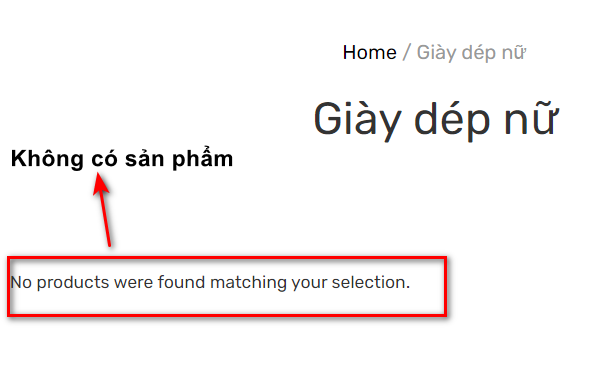 Home / Giày dép nữ
Giày dép nữ
Không có sản phẩm
No products were found matching your selection.